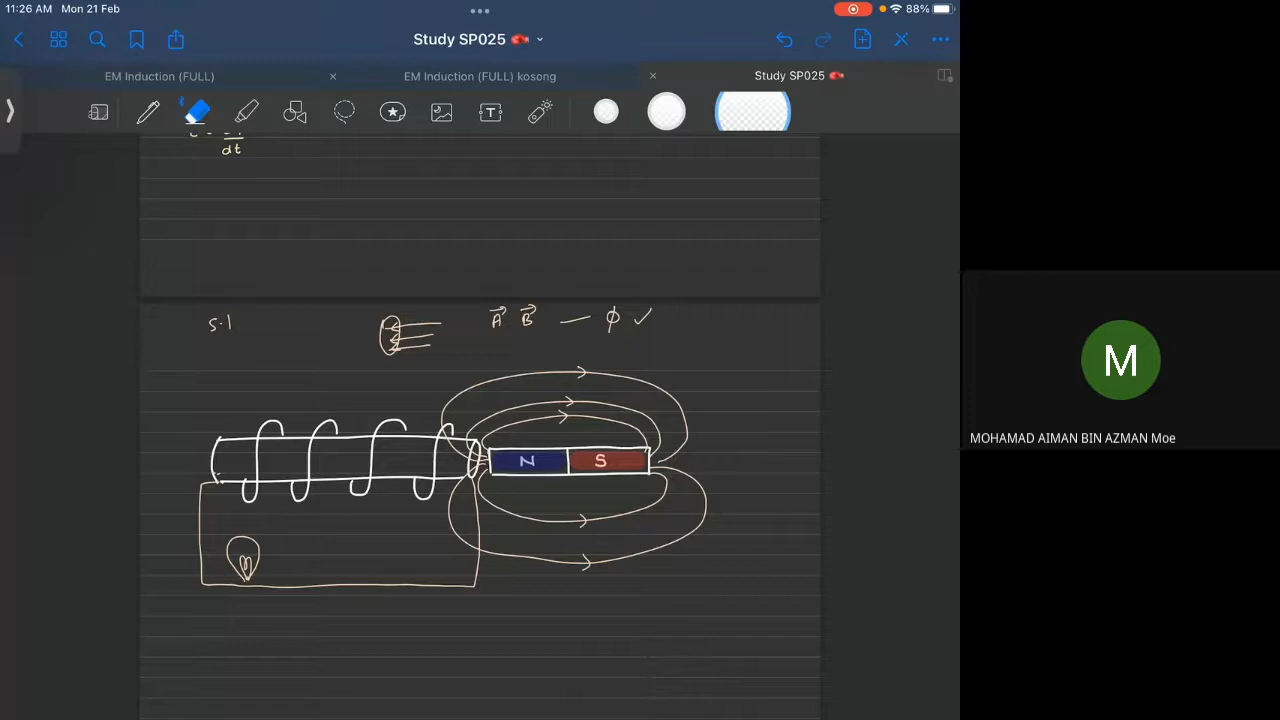 11:26 AM Mon 21 Feb
88%
Study SP025
EM Induction (FULL)
EM Induction (FULL) kosong
Study SP025
T
dt
5.1
A B — ϕ ✓
N S
M
MOHAMAD AIMAN BIN AZMAN Moe